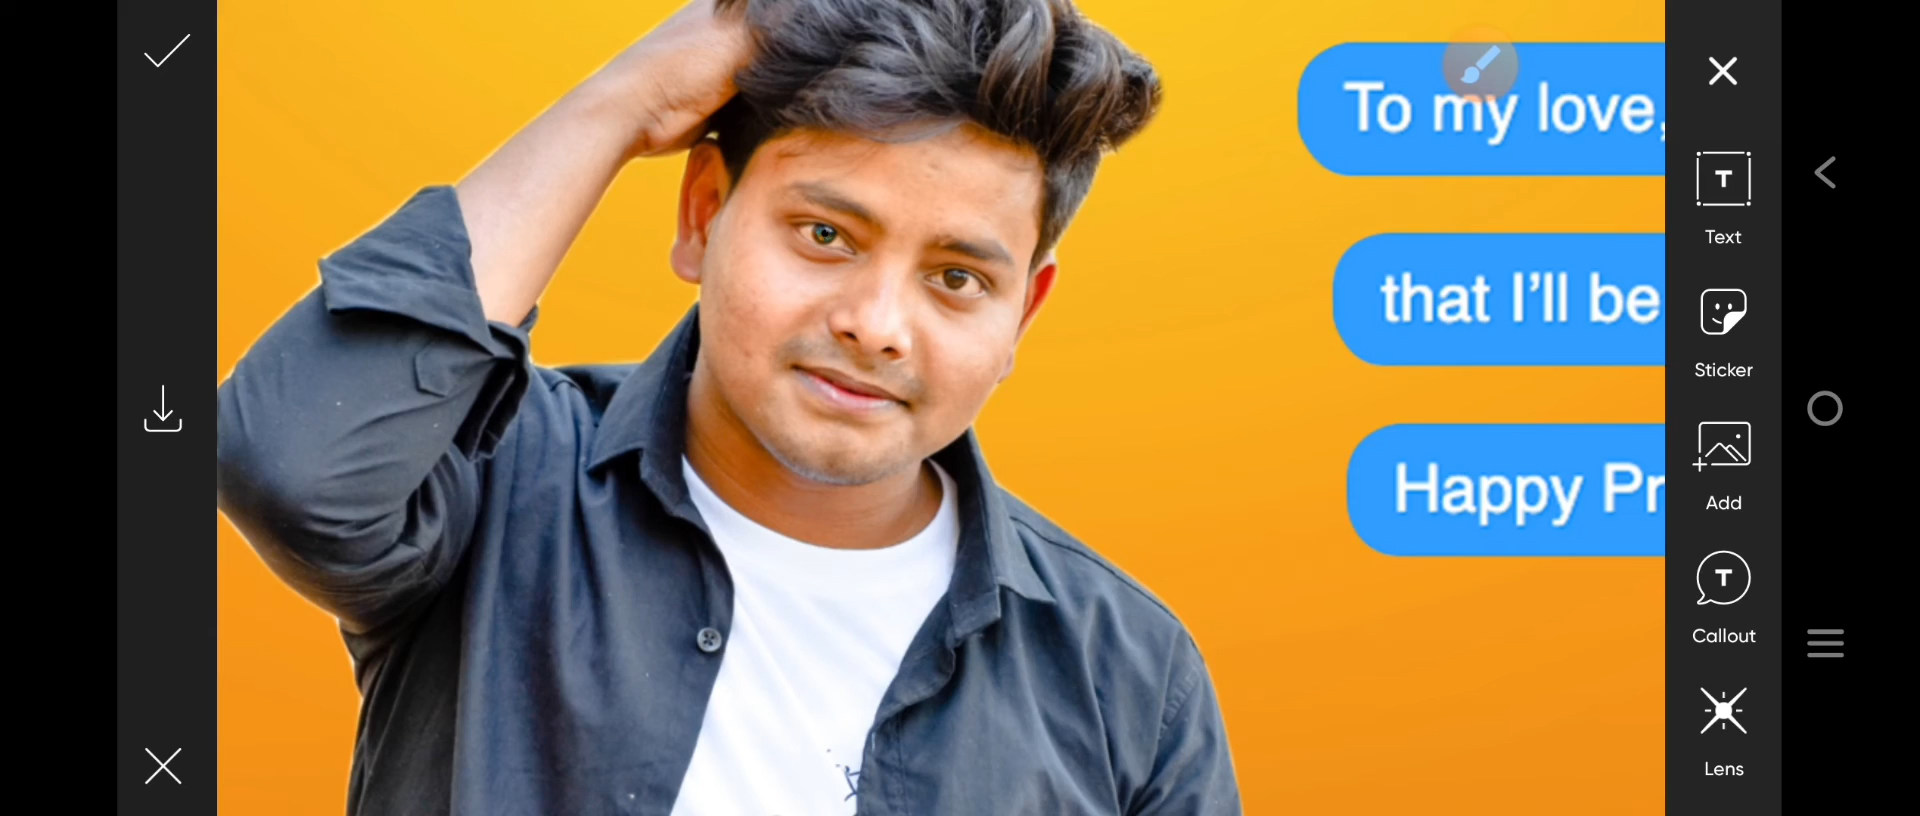 To my love,
that I’ll be
Happy Pr
Text
Sticker
Add
Callout
Lens